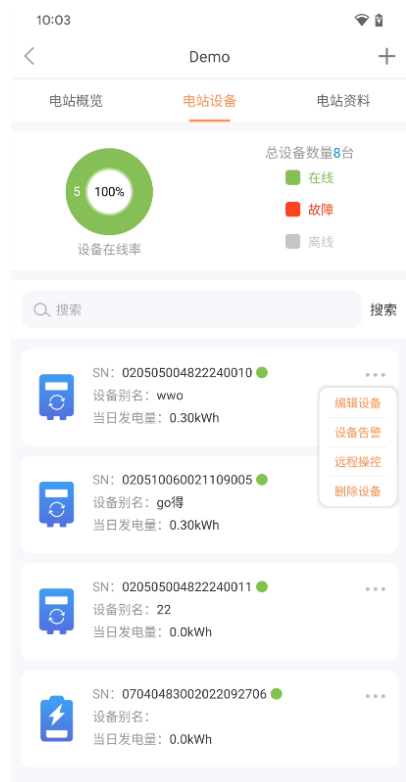 10:03
Demo
电站概览 电站设备 电站资料
总设备数量8台
在线
5 100%
故障
离线
设备在线率
搜索 搜索
SN：020505004822240010
设备别名：wwo
当日发电量：0.30kWh
编辑设备
设备告警
远程操控
删除设备
SN：020510060021109005
设备别名：go得
当日发电量：0.30kWh
SN：020505004822240011
设备别名：22
当日发电量：0.0kWh
SN：07040483002022092706
设备别名：
当日发电量：0.0kWh